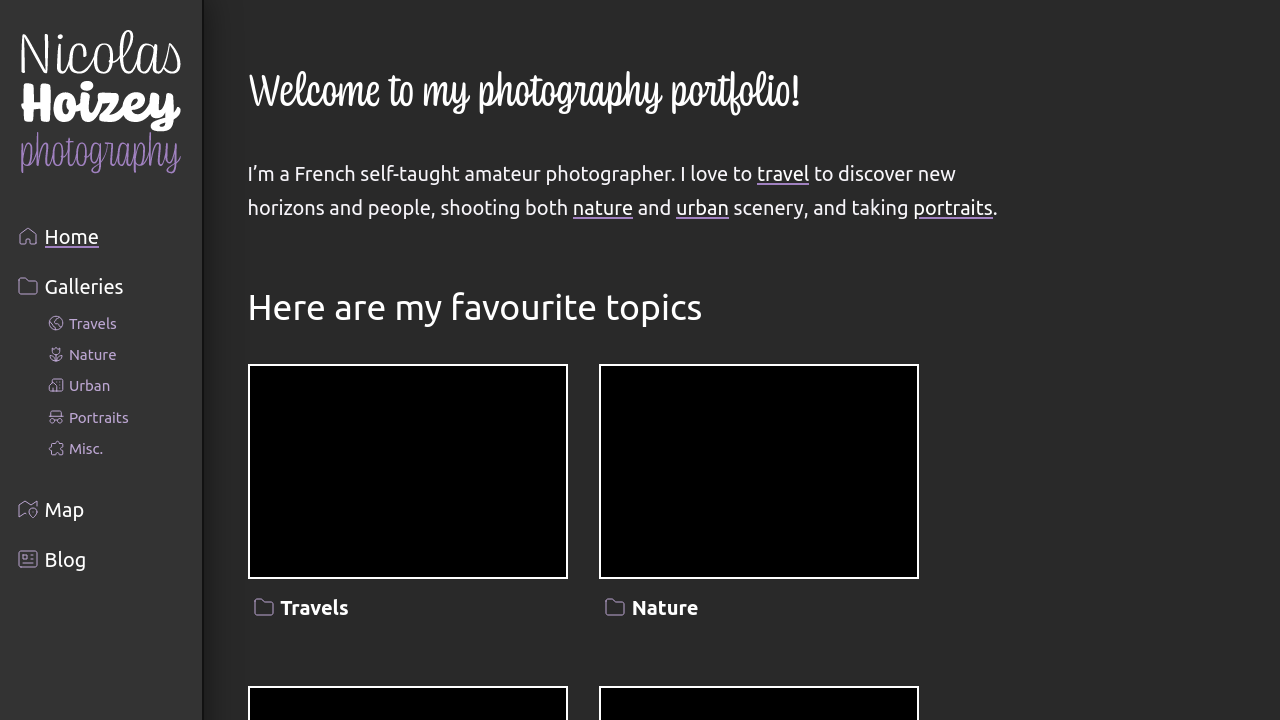 Nicolas
Hoizey
photography
Home
Galleries
Travels
Nature
Urban
Portraits
Misc.
Map
Blog
Welcome to my photography portfolio!
I’m a French self-taught amateur photographer. I love to travel to discover new
horizons and people, shooting both nature and urban scenery, and taking portraits.
Here are my favourite topics
Travels
Nature